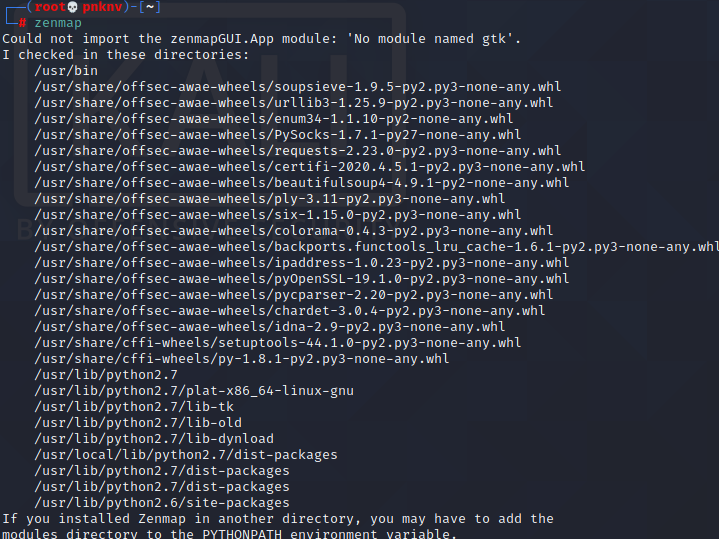 (root💀pnknv)-[~]
# zenmap
Could not import the zenmapGUI.App module: 'No module named gtk'.
I checked in these directories:
/usr/bin
/usr/share/offsec-awae-wheels/soupsieve-1.9.5-py2.py3-none-any.whl
/usr/share/offsec-awae-wheels/urllib3-1.25.9-py2.py3-none-any.whl
/usr/share/offsec-awae-wheels/enum34-1.1.10-py2-none-any.whl
/usr/share/offsec-awae-wheels/PySocks-1.7.1-py27-none-any.whl
/usr/share/offsec-awae-wheels/requests-2.23.0-py2.py3-none-any.whl
/usr/share/offsec-awae-wheels/certifi-2020.4.5.1-py2.py3-none-any.whl
/usr/share/offsec-awae-wheels/beautifulsoup4-4.9.1-py2-none-any.whl
/usr/share/offsec-awae-wheels/ply-3.11-py2.py3-none-any.whl
/usr/share/offsec-awae-wheels/six-1.15.0-py2.py3-none-any.whl
/usr/share/offsec-awae-wheels/colorama-0.4.3-py2.py3-none-any.whl
/usr/share/offsec-awae-wheels/backports.functools_lru_cache-1.6.1-py2.py3-none-any.whl
/usr/share/offsec-awae-wheels/ipaddress-1.0.23-py2.py3-none-any.whl
/usr/share/offsec-awae-wheels/pyOpenSSL-19.1.0-py2.py3-none-any.whl
/usr/share/offsec-awae-wheels/pycparser-2.20-py2.py3-none-any.whl
/usr/share/offsec-awae-wheels/chardet-3.0.4-py2.py3-none-any.whl
/usr/share/offsec-awae-wheels/idna-2.9-py2.py3-none-any.whl
/usr/share/cffi-wheels/setuptools-44.1.0-py2.py3-none-any.whl
/usr/share/cffi-wheels/py-1.8.1-py2.py3-none-any.whl
/usr/lib/python2.7
/usr/lib/python2.7/plat-x86_64-linux-gnu
/usr/lib/python2.7/lib-tk
/usr/lib/python2.7/lib-old
/usr/lib/python2.7/lib-dynload
/usr/local/lib/python2.7/dist-packages
/usr/lib/python2.7/dist-packages
/usr/lib/python2.6/site-packages
If you installed Zenmap in another directory, you may have to add the
modules directory to the PYTHONPATH environment variable.